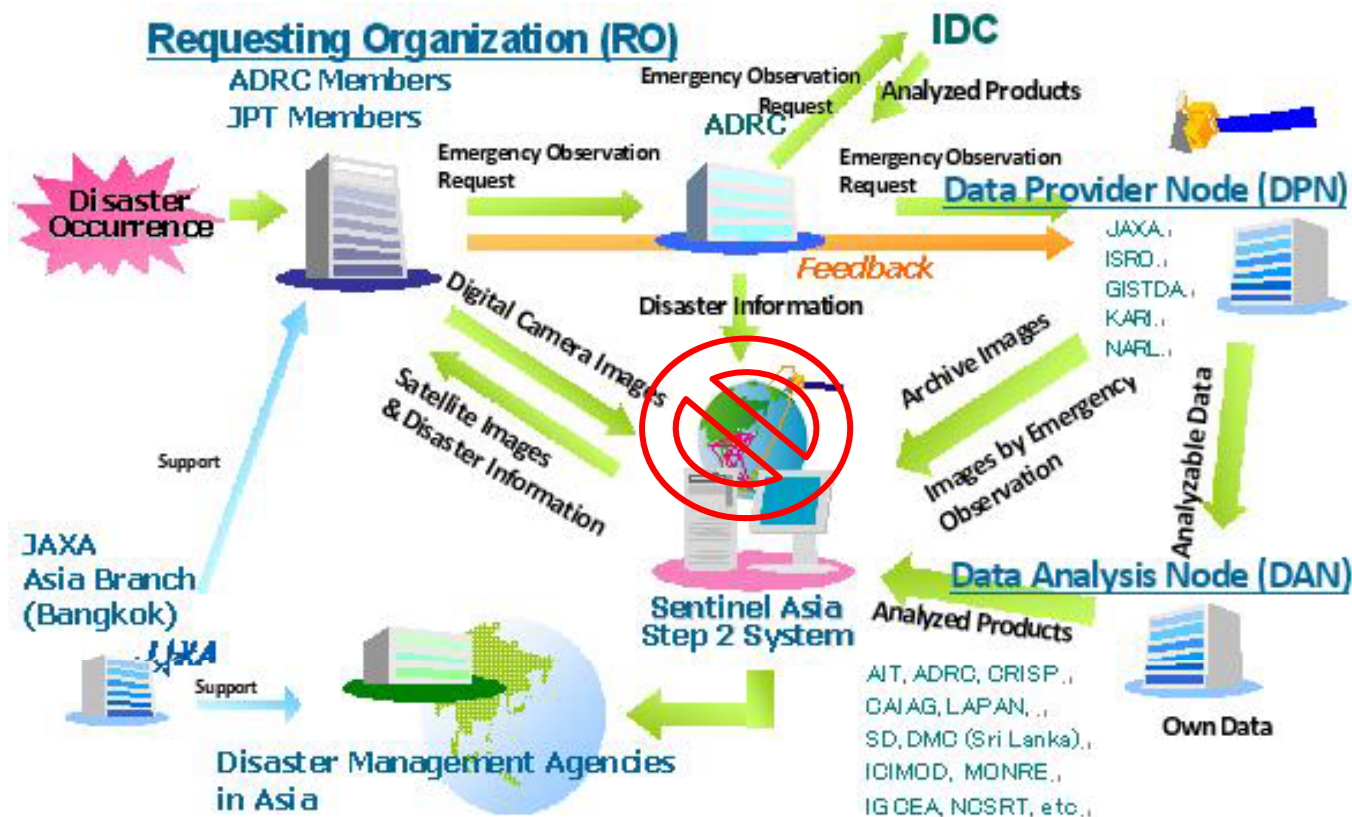 Requesting Organization (RO)
ADRC Members
JPT Members
IDC
Emergency Observation
Request
Analyzed Products
ADRC
Disaster
Occurrence
Emergency Observation
Request
Emergency Observation
Request
Data Provider Node (DPN)
JAXA
ISRO
GISTDA
KARI
NARL
Feedback
Disaster Information
Digital Camera Images
Satellite Images
& Disaster Information
Archive Images
Images by Emergency
Observation
Analyzable Data
Support
JAXA
Asia Branch
(Bangkok)
JAXA
Support
Sentinel Asia
Step 2 System
Data Analysis Node (DAN)
Analyzed Products
AIT, ADRC, CRISP
CAIAG, LAPAN,
SD, DMC (Sri Lanka)
ICIMOD, MONRE
IGCEA, NCSRT, etc
Own Data
Disaster Management Agencies
in Asia